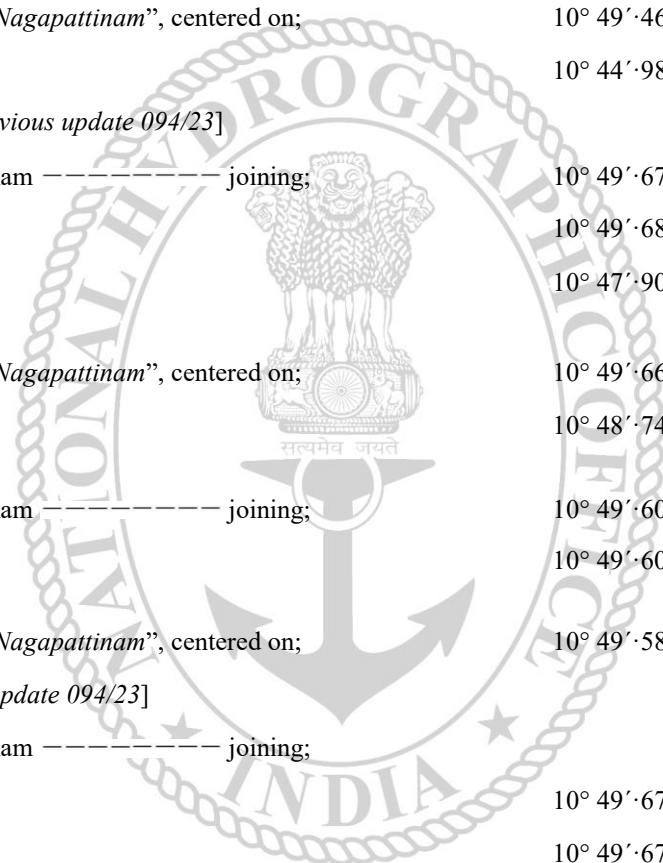 Nagapattinam”, centered on; 10° 49´·46
10° 44´·98
vious update 094/23]
am ————————— joining; 10° 49´·67
10° 49´·68
10° 47´·90
Nagapattinam”, centered on; 10° 49´·66
10° 48´·74
सत्यमेव जयते
am ————————— joining; 10° 49´·60
10° 49´·60
Nagapattinam”, centered on; 10° 49´·58
pdate 094/23]
am ————————— joining;
10° 49´·67
10° 49´·67
NATIONAL HYDROGRAPHIC OFFICE
INDIA